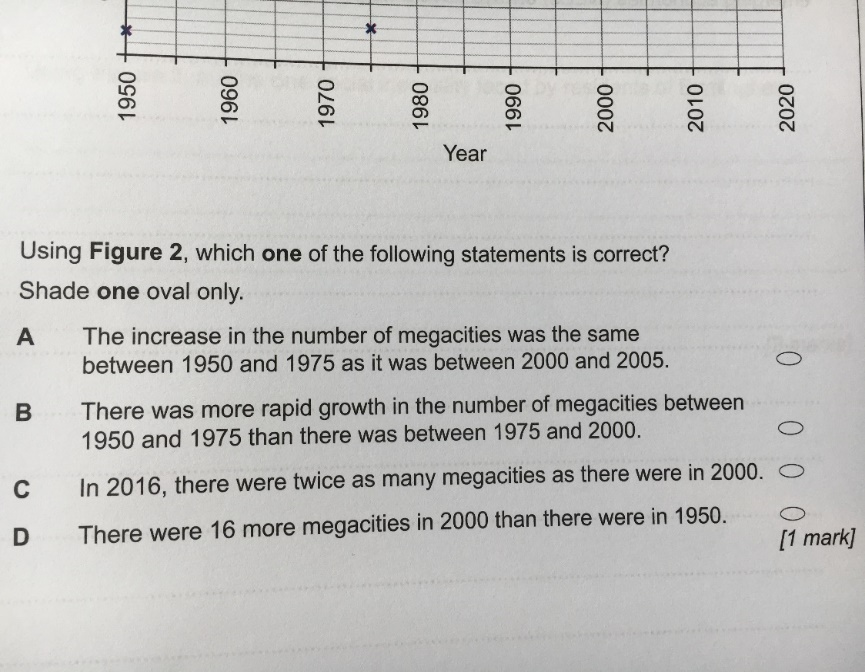 1950 1960 1970 1980 1990 2000 2010 2020
Year
Using Figure 2, which one of the following statements is correct?
Shade one oval only.
A The increase in the number of megacities was the same
between 1950 and 1975 as it was between 2000 and 2005.
B There was more rapid growth in the number of megacities between
1950 and 1975 than there was between 1975 and 2000.
C In 2016, there were twice as many megacities as there were in 2000.
D There were 16 more megacities in 2000 than there were in 1950.
[1 mark]